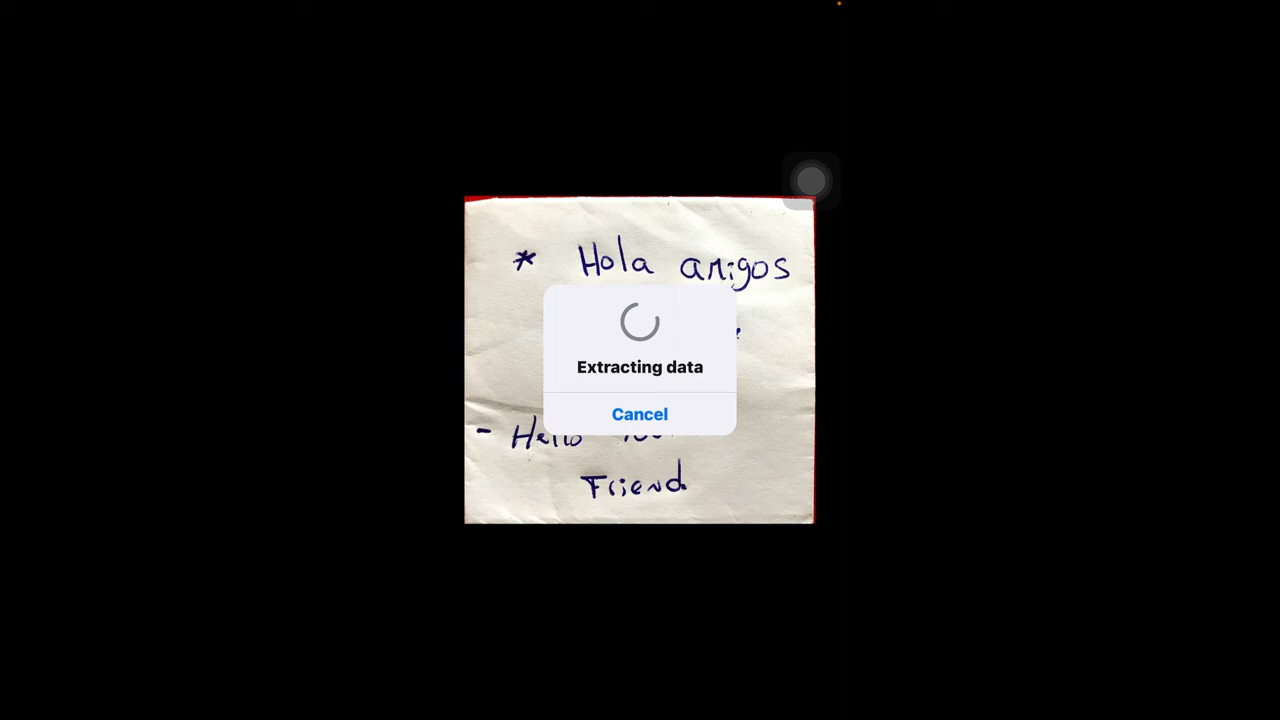 * Hola amigos
Extracting data
Cancel
- Hello
Friend